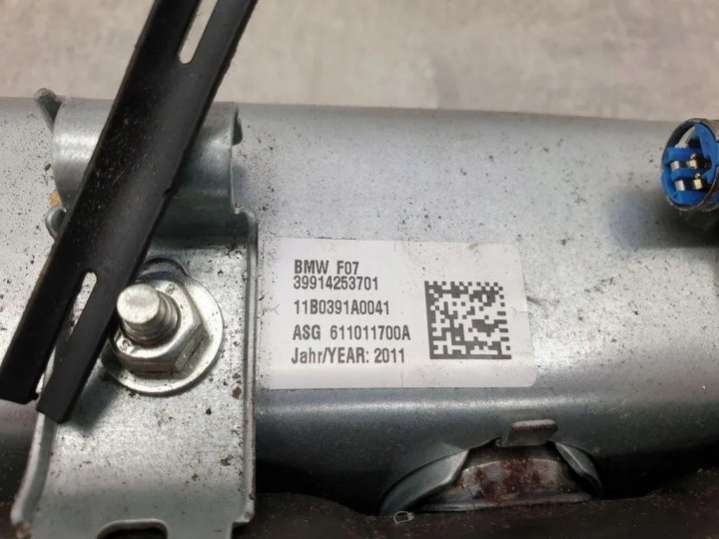 BMW F07
39914253701
11B0391A0041
ASG 611011700A
Jahr/YEAR: 2011